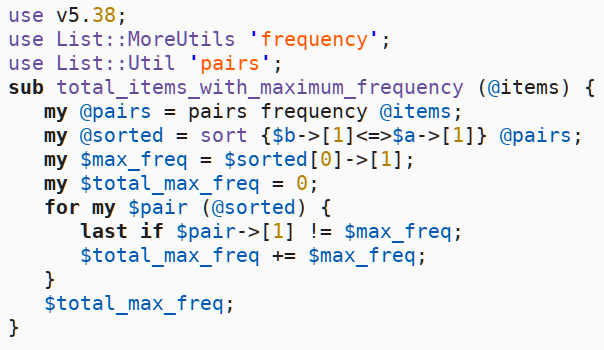 use v5.38;
use List::MoreUtils 'frequency';
use List::Util 'pairs';
sub total_items_with_maximum_frequency (@items) {
   my @pairs = pairs frequency @items;
   my @sorted = sort {$b->[1]<=>$a->[1]} @pairs;
   my $max_freq = $sorted[0]->[1];
   my $total_max_freq = 0;
   for my $pair (@sorted) {
      last if $pair->[1] != $max_freq;
      $total_max_freq += $max_freq;
   }
   $total_max_freq;
}